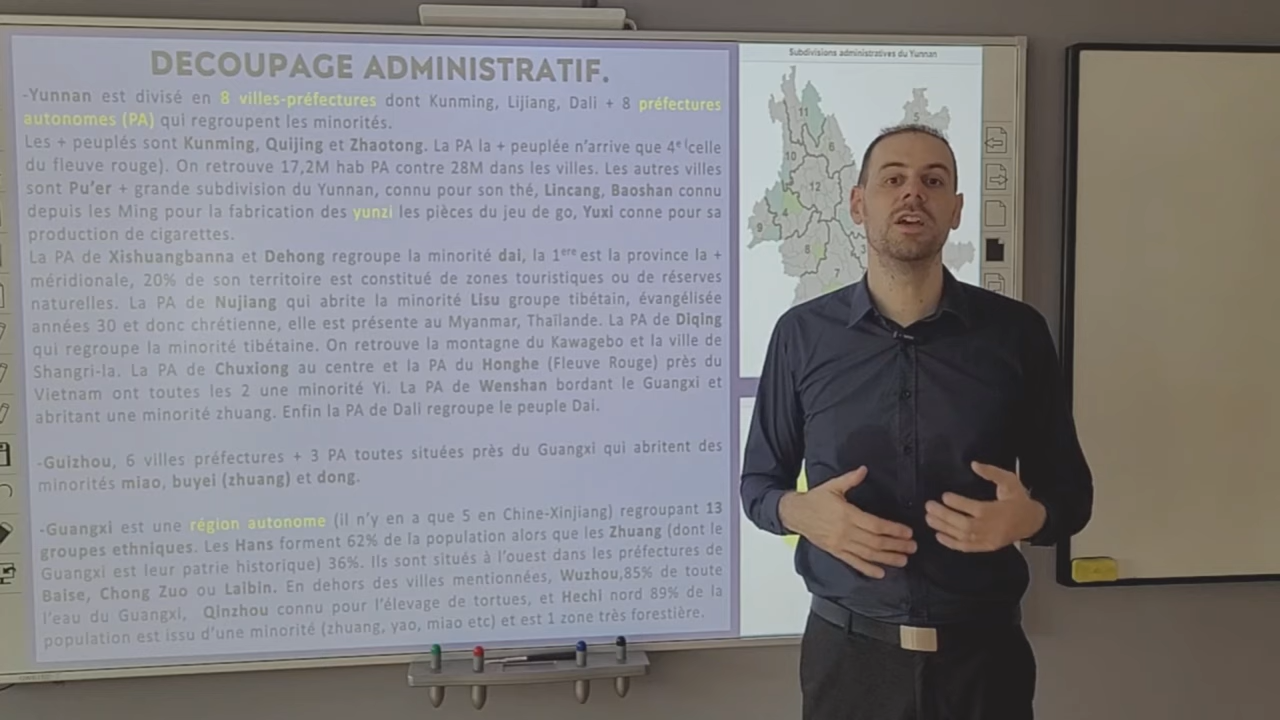 DECOUPAGE ADMINISTRATIF.
-Yunnan est divisé en 8 villes-préfectures dont Kunming, Lijiang, Dali + 8 préfectures
autonomes (PA) qui regroupent les minorités.
Les + peuplés sont Kunming, Quijing et Zhaotong. La PA la + peuplée n'arrive que 4e (celle
du fleuve rouge). On retrouve 17,2M hab PA contre 28M dans les villes. Les autres villes
sont Pu'er + grande subdivision du Yunnan, connu pour son thé, Lincang, Baoshan connu
depuis les Ming pour la fabrication des yunzi les pièces du jeu de go, Yuxi conne pour sa
production de cigarettes.
La PA de Xishuangbanna et Dehong regroupe la minorité dai, la 1ere est la province la +
méridionale, 20% de son territoire est constitué de zones touristiques ou de réserves
naturelles. La PA de Nujiang qui abrite la minorité Lisu groupe tibétain, évangélisée
années 30 et donc chrétienne, elle est présente au Myanmar, Thaïlande. La PA de Diqing
qui regroupe la minorité tibétaine. On retrouve la montagne du Kawagebo et la ville de
Shangri-la. La PA de Chuxiong au centre et la PA du Honghe (Fleuve Rouge) près du
Vietnam ont toutes les 2 une minorité Yi. La PA de Wenshan bordant le Guangxi et
abritant une minorité zhuang. Enfin la PA de Dali regroupe le peuple Dai.
-Guizhou, 6 villes préfectures + 3 PA toutes situées près du Guangxi qui abritent des
minorités miao, buyei (zhuang) et dong.
-Guangxi est une région autonome (il n'y en a que 5 en Chine-Xinjiang) regroupant 13
groupes ethniques. Les Hans forment 62% de la population alors que les Zhuang (dont le
Guangxi est leur patrie historique) 36%. Ils sont situés à l'ouest dans les préfectures de
Baise, Chong Zuo ou Laibin. En dehors des villes mentionnées, Wuzhou,85% de toute
l'eau du Guangxi, Qinzhou connu pour l'élevage de tortues, et Hechi nord 89% de la
population est issu d'une minorité (zhuang, yao, miao etc) et est 1 zone très forestière.
Subdivisions administratives du Yunnan
11
5
6
10
12
4
9
8
7